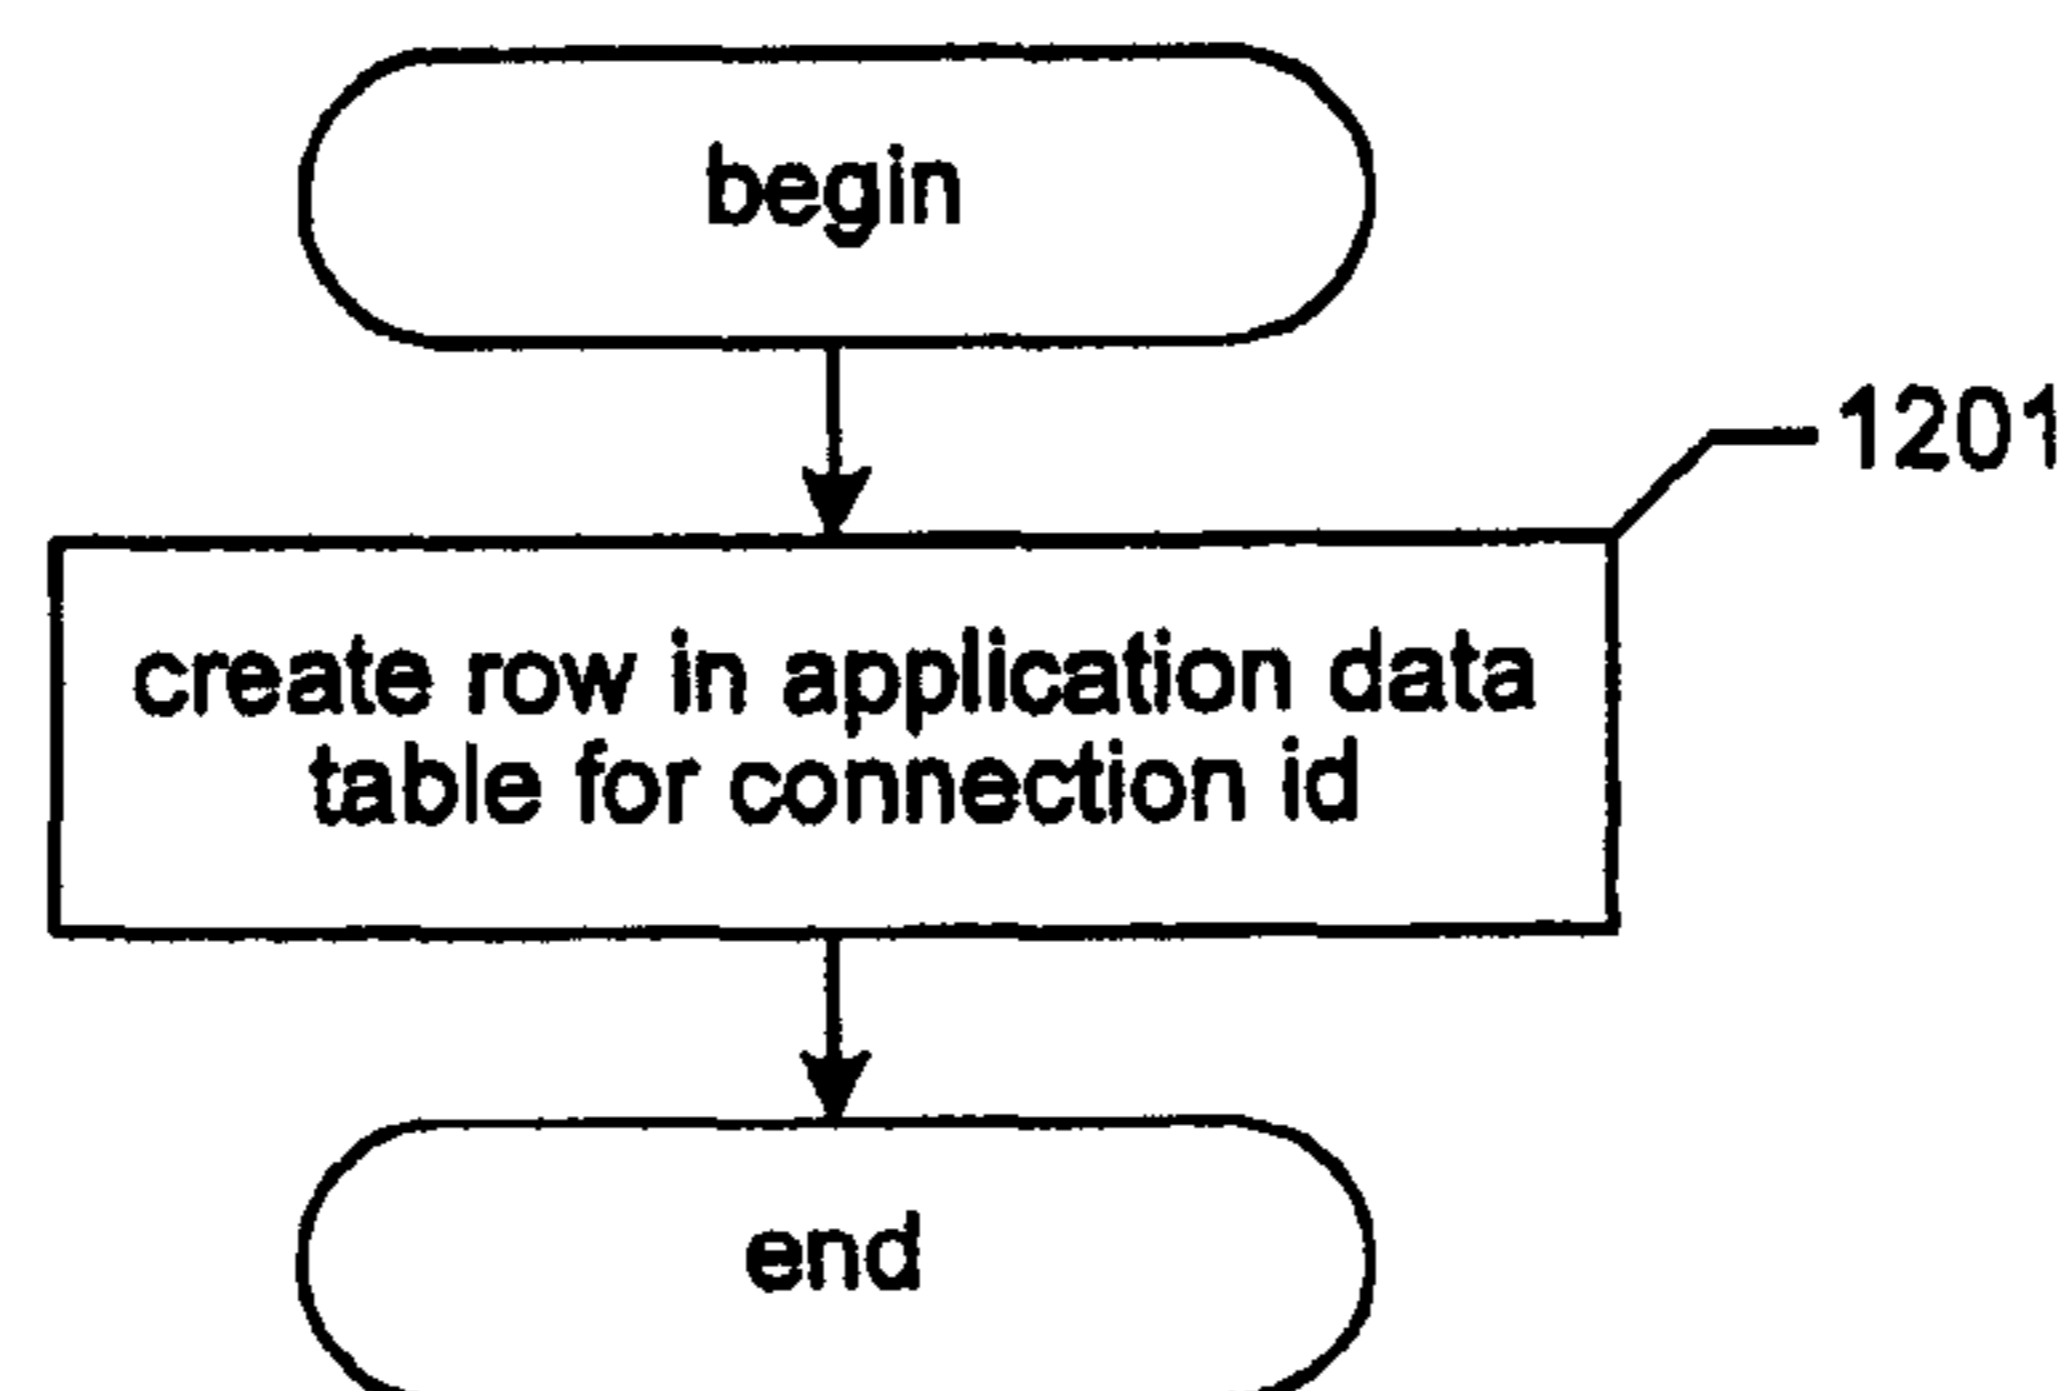 begin
1201
create row in application data
table for connection id
end